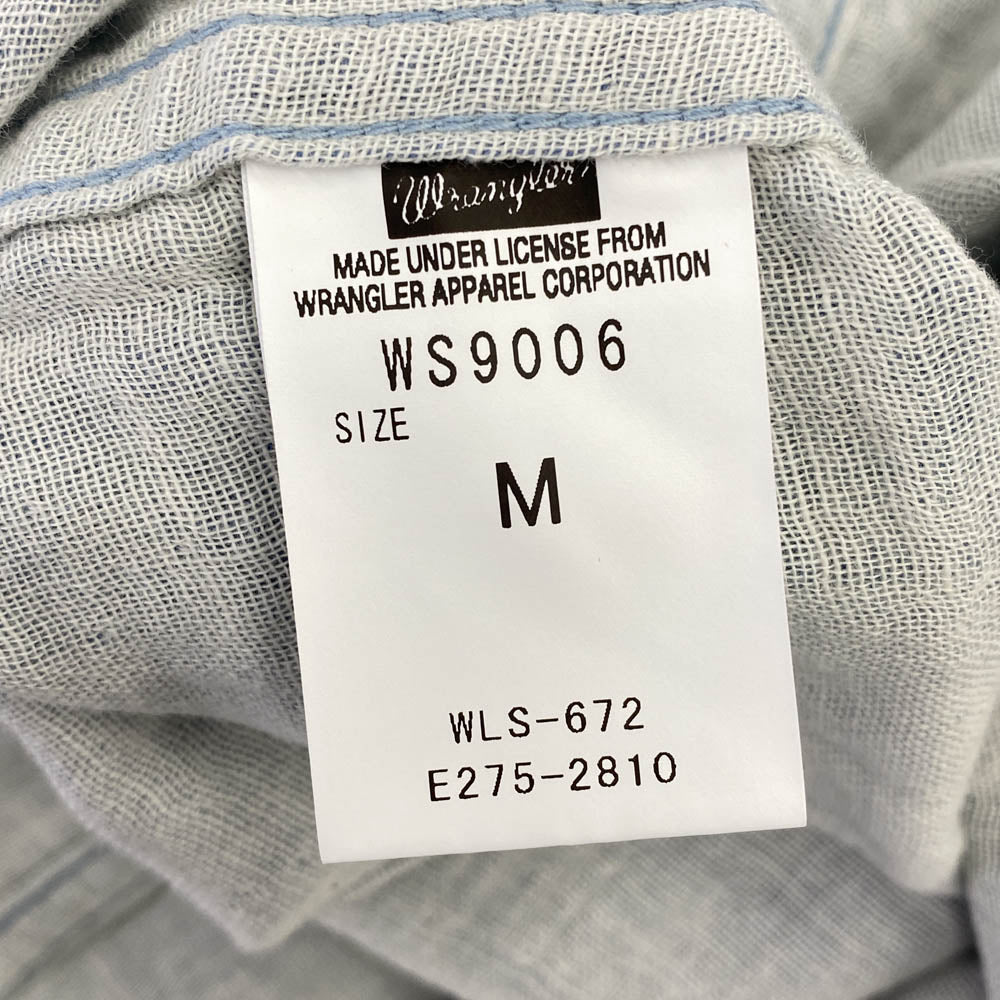 Wrangler
MADE UNDER LICENSE FROM
WRANGLER APPAREL CORPORATION
WS9006
SIZE
M
WLS-672
E275-2810